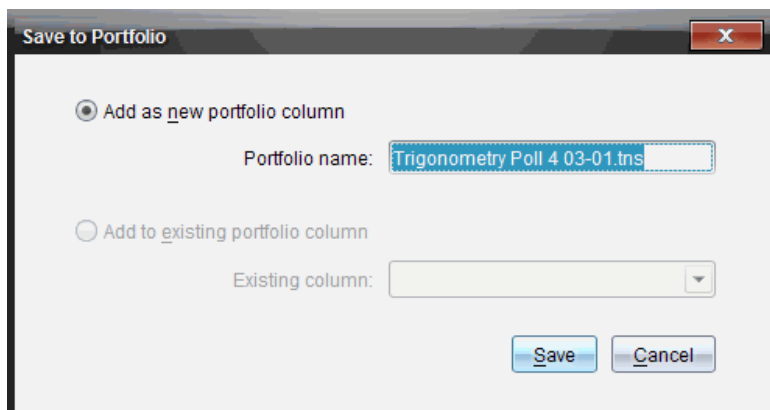 Save to Portfolio
Add as new portfolio column
Portfolio name: Trigonometry Poll 4 03-01.tns
Add to existing portfolio column
Existing column:
Save Cancel